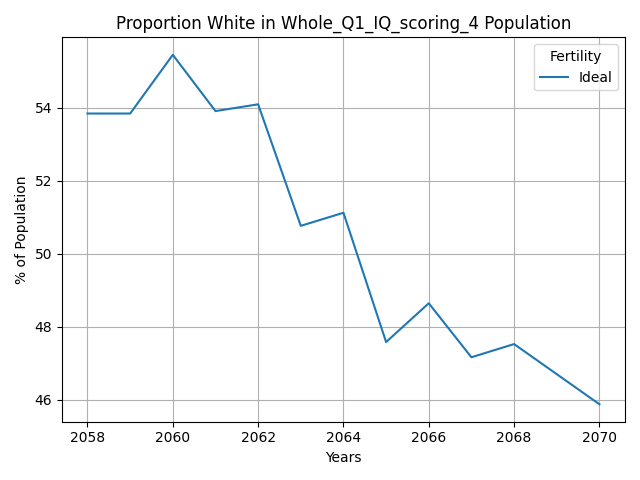 Proportion White in Whole_Q1_IQ_scoring_4 Population
Fertility
Ideal
54
52
50
48
46
% of Population
2058 2060 2062 2064 2066 2068 2070
Years